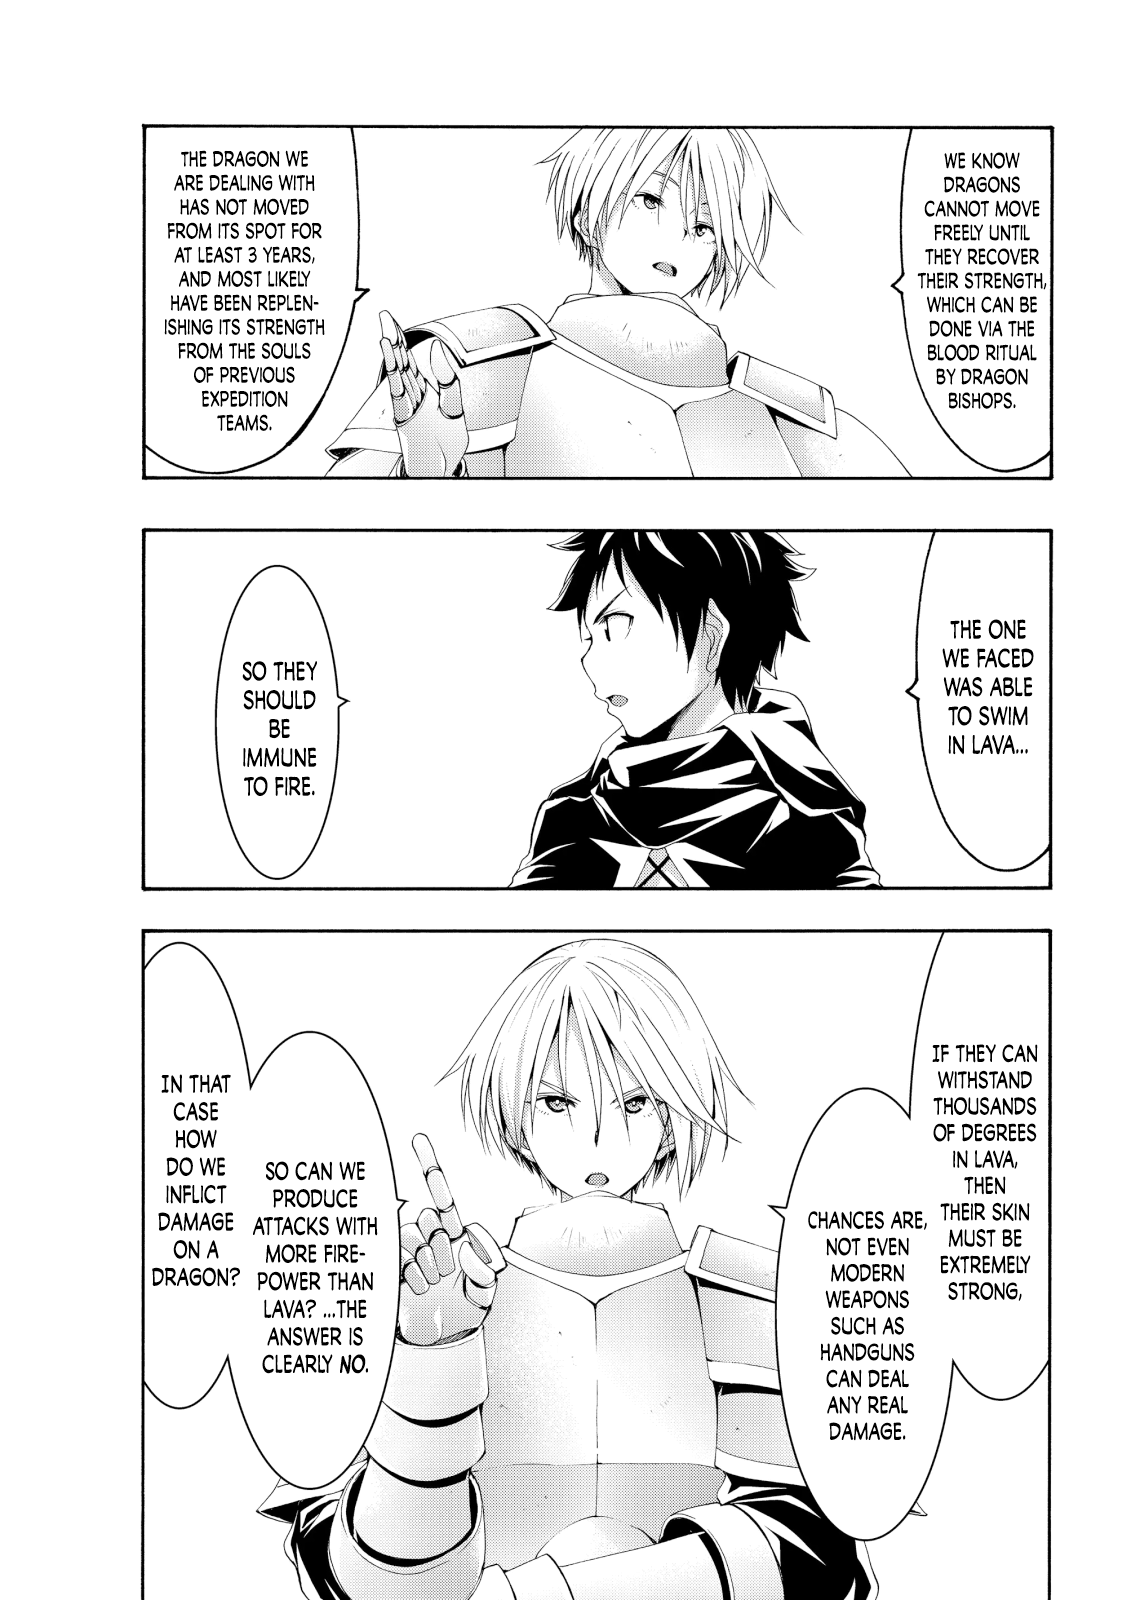 WE KNOW
DRAGONS
CANNOT MOVE
FREELY UNTIL
THEY RECOVER
THEIR STRENGTH,
WHICH CAN BE
DONE VIA THE
BLOOD RITUAL
BY DRAGON
BISHOPS.
THE DRAGON WE
ARE DEALING WITH
HAS NOT MOVED
FROM ITS SPOT FOR
AT LEAST 3 YEARS,
AND MOST LIKELY
HAVE BEEN REPLEN-
ISHING ITS STRENGTH
FROM THE SOULS
OF PREVIOUS
EXPEDITION
TEAMS.
THE ONE
WE FACED
WAS ABLE
TO SWIM
IN LAVA...
SO THEY
SHOULD
BE
IMMUNE
TO FIRE.
IF THEY CAN
WITHSTAND
THOUSANDS
OF DEGREES
IN LAVA,
THEN
THEIR SKIN
MUST BE
EXTREMELY
STRONG,
CHANCES ARE,
NOT EVEN
MODERN
WEAPONS
SUCH AS
HANDGUNS
CAN DEAL
ANY REAL
DAMAGE.
SO CAN WE
PRODUCE
ATTACKS WITH
MORE FIRE-
POWER THAN
LAVA? ...THE
ANSWER IS
CLEARLY NO.
IN THAT
CASE
HOW
DO WE
INFLICT
DAMAGE
ON A
DRAGON?